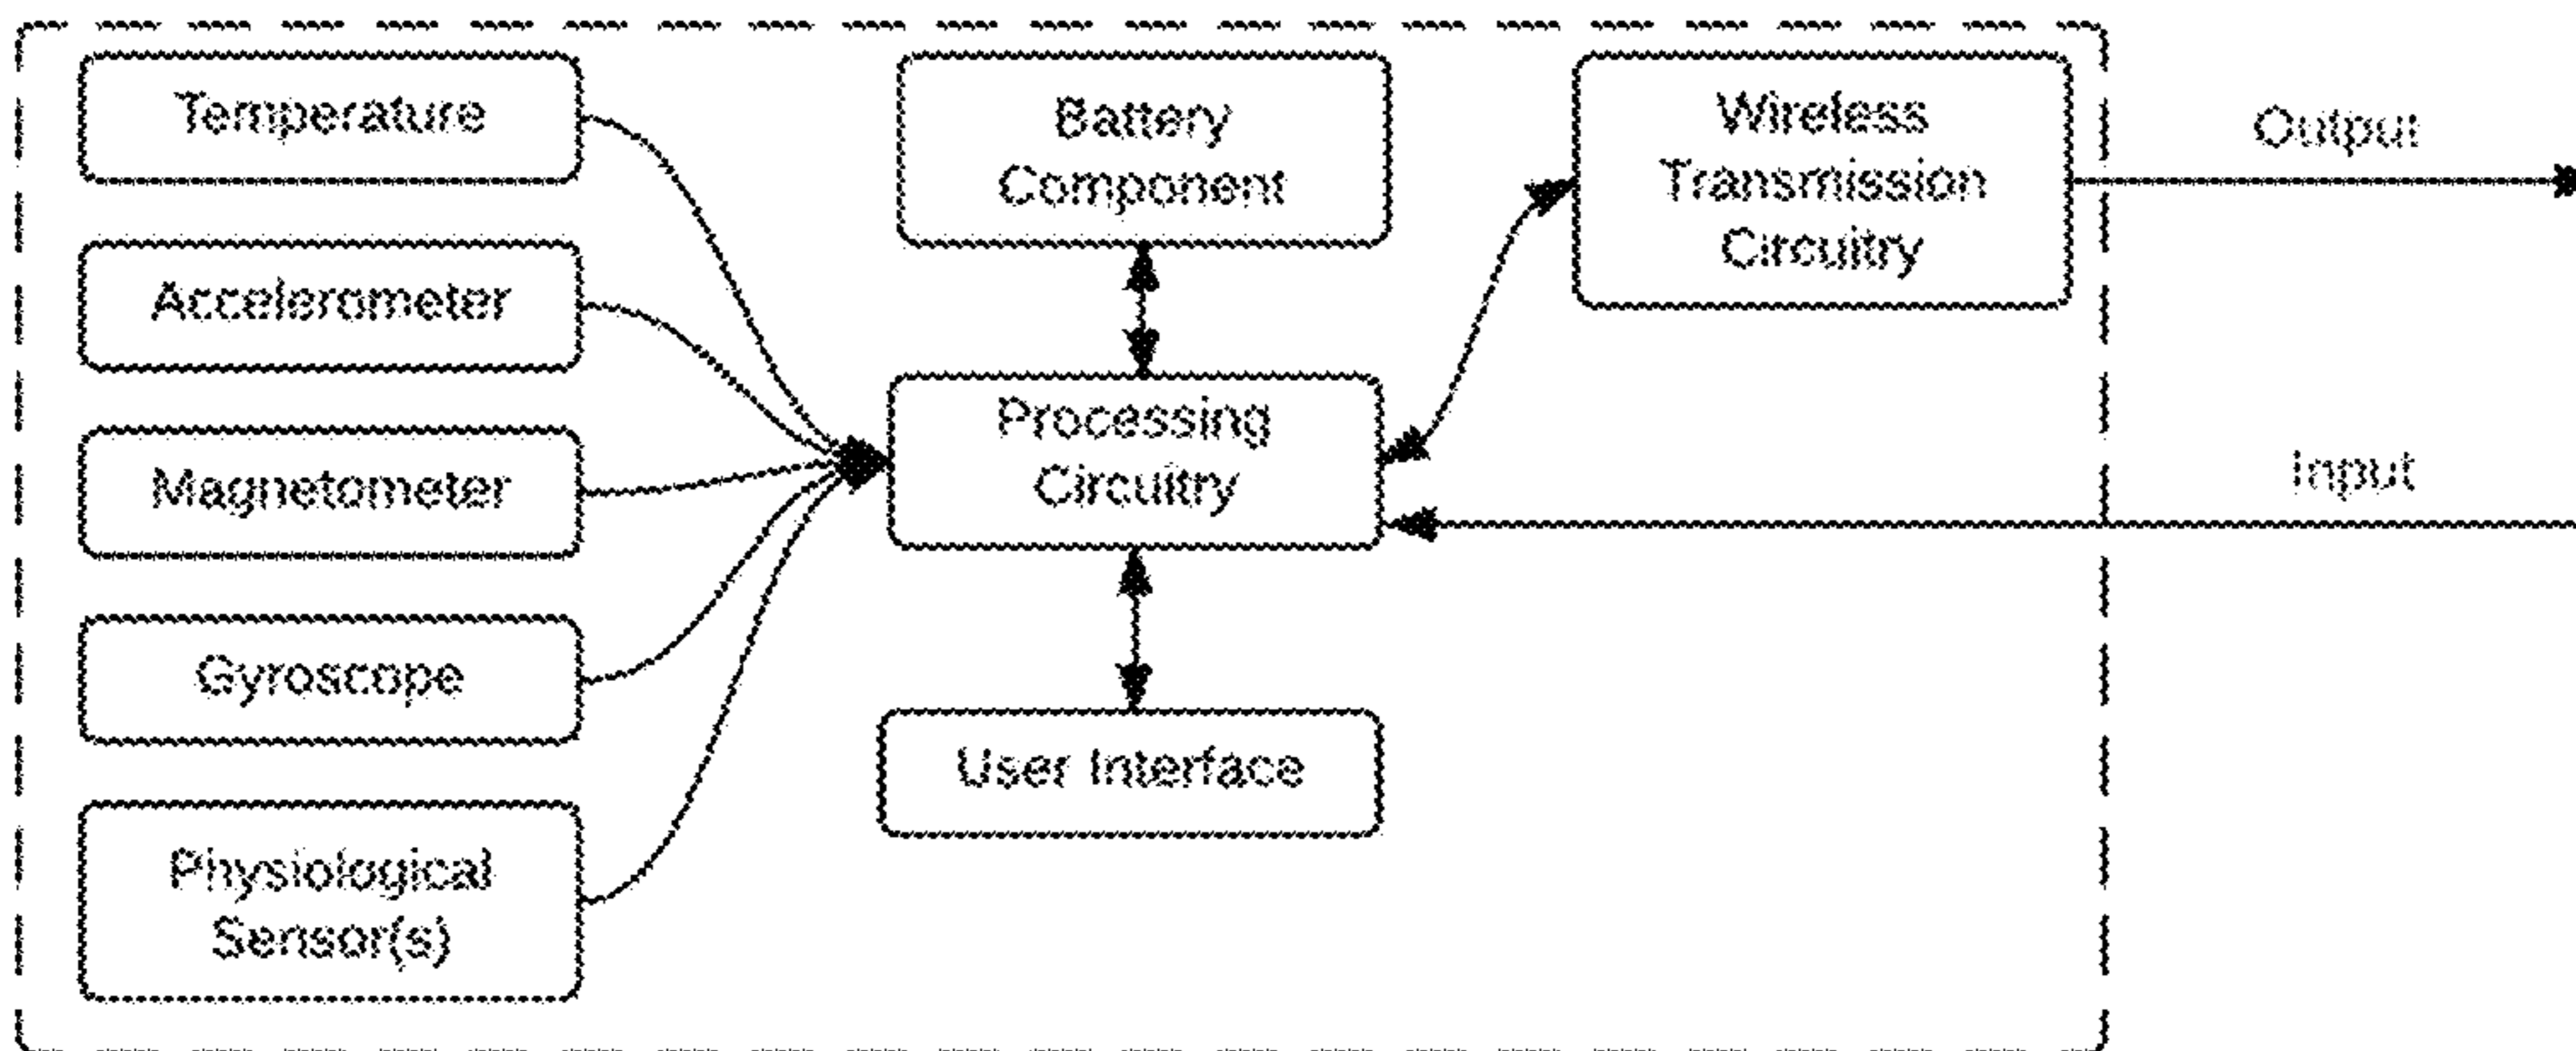 Temperature
Accelerometer
Magnetometer
Gyroscope
Physiological
Sensor(s)
Battery
Component
Processing
Circuitry
User Interface
Wireless
Transmission
Circuitry
Output
Input